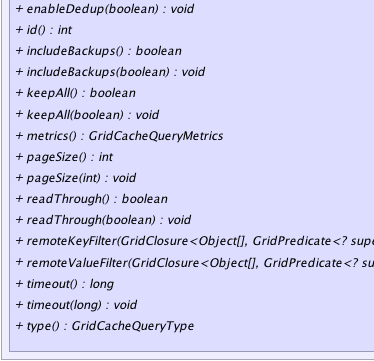 + enableDedup(boolean) : void
+ id() : int
+ includeBackups() : boolean
+ includeBackups(boolean) : void
+ keepAll() : boolean
+ keepAll(boolean) : void
+ metrics() : GridCacheQueryMetrics
+ pageSize() : int
+ pageSize(int) : void
+ readThrough() : boolean
+ readThrough(boolean) : void
+ remoteKeyFilter(GridClosure<Object[], GridPredicate<? supe
+ remoteValueFilter(GridClosure<Object[], GridPredicate<? su
+ timeout() : long
+ timeout(long) : void
+ type() : GridCacheQueryType